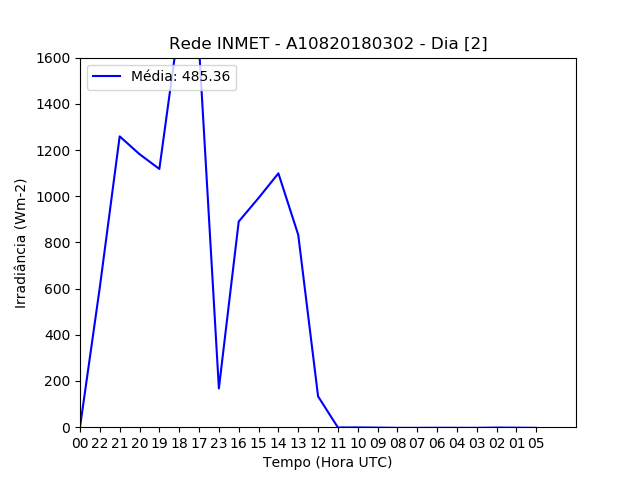 Rede INMET - A10820180302 - Dia [2]
Média: 485.36
Irradiância (Wm-2)
1600
1400
1200
1000
800
600
400
200
0
00 22 21 20 19 18 17 23 16 15 14 13 12 11 10 09 08 07 06 04 03 02 01 05
Tempo (Hora UTC)